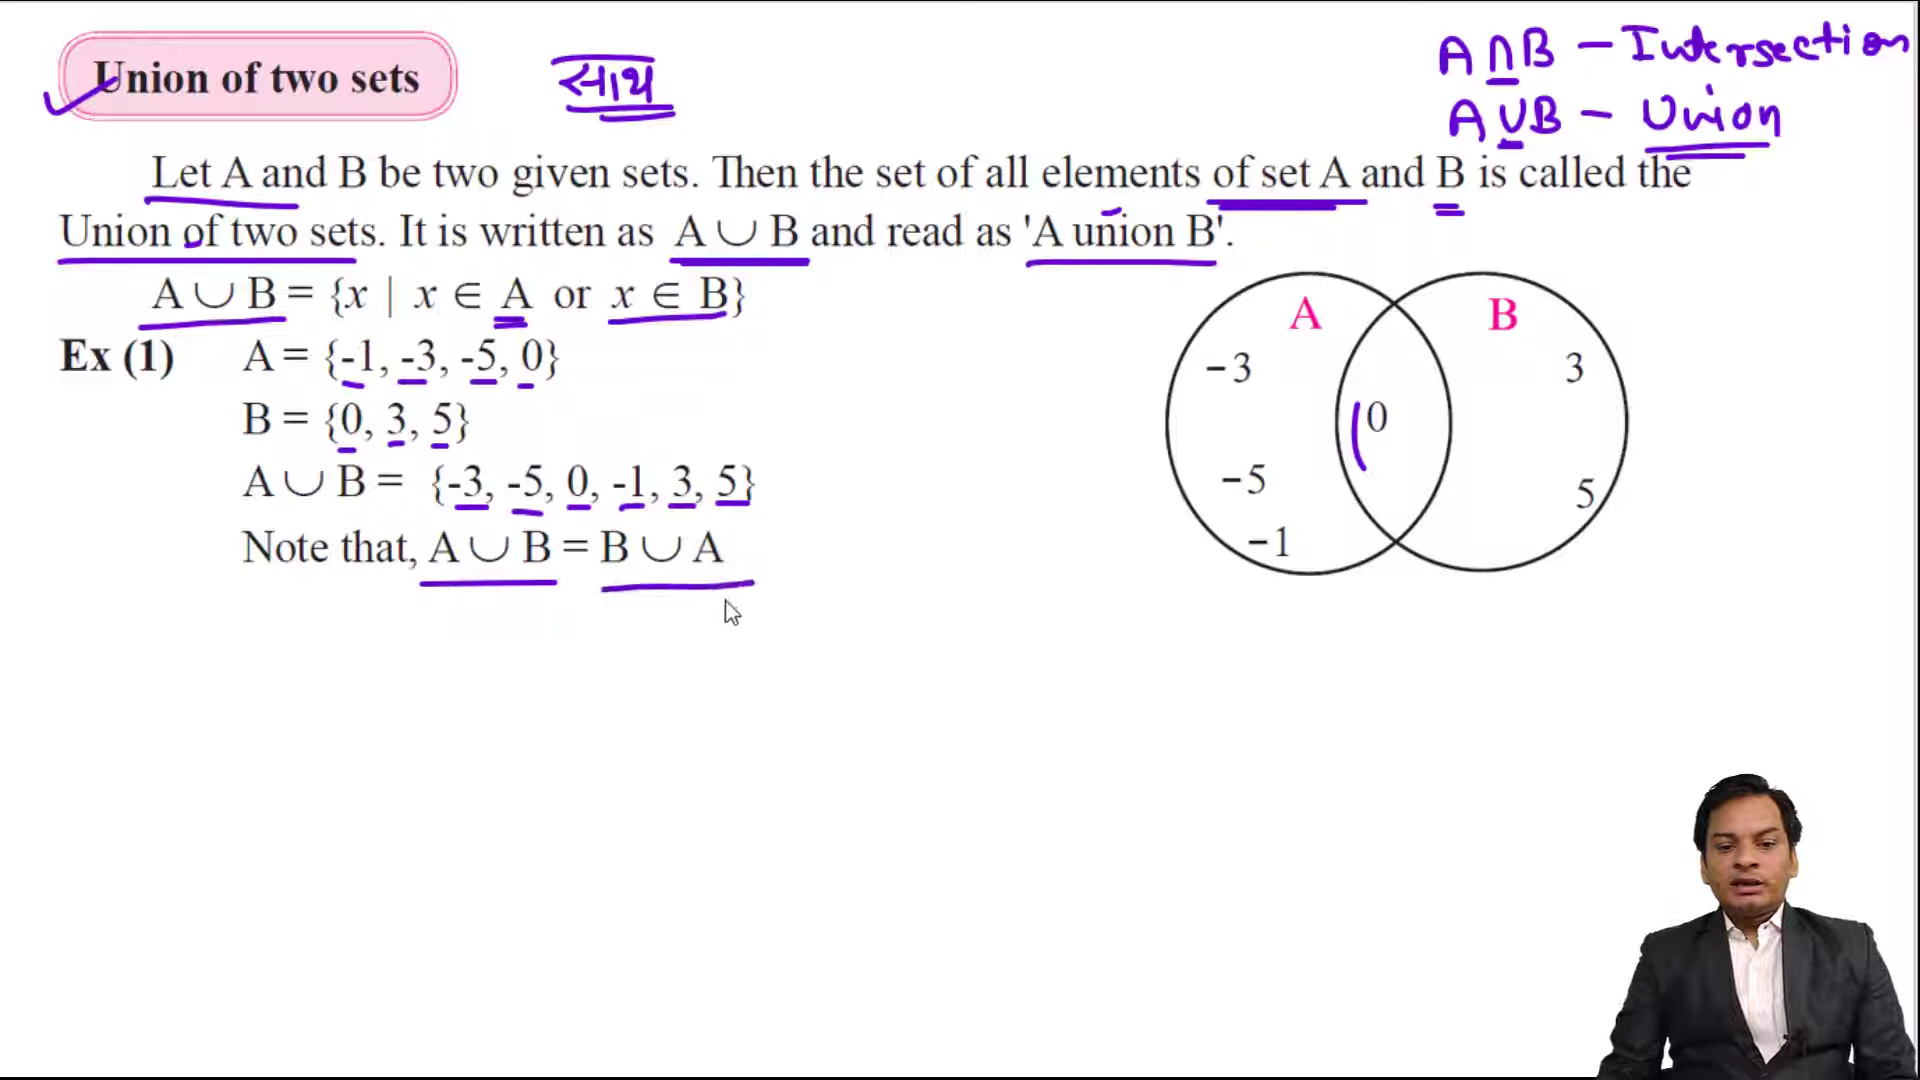 Union of two sets
साथ
A ∩ B – Intersection
A ∪ B – Union
Let A and B be two given sets. Then the set of all elements of set A and B is called the
Union of two sets. It is written as A ∪ B and read as 'A union B'.
A ∪ B = {x | x ∈ A or x ∈ B}
Ex (1) A = {-1, -3, -5, 0}
B = {0, 3, 5}
A ∪ B = {-3, -5, 0, -1, 3, 5}
Note that, A ∪ B = B ∪ A
A B
-3 3
0
-5 5
-1